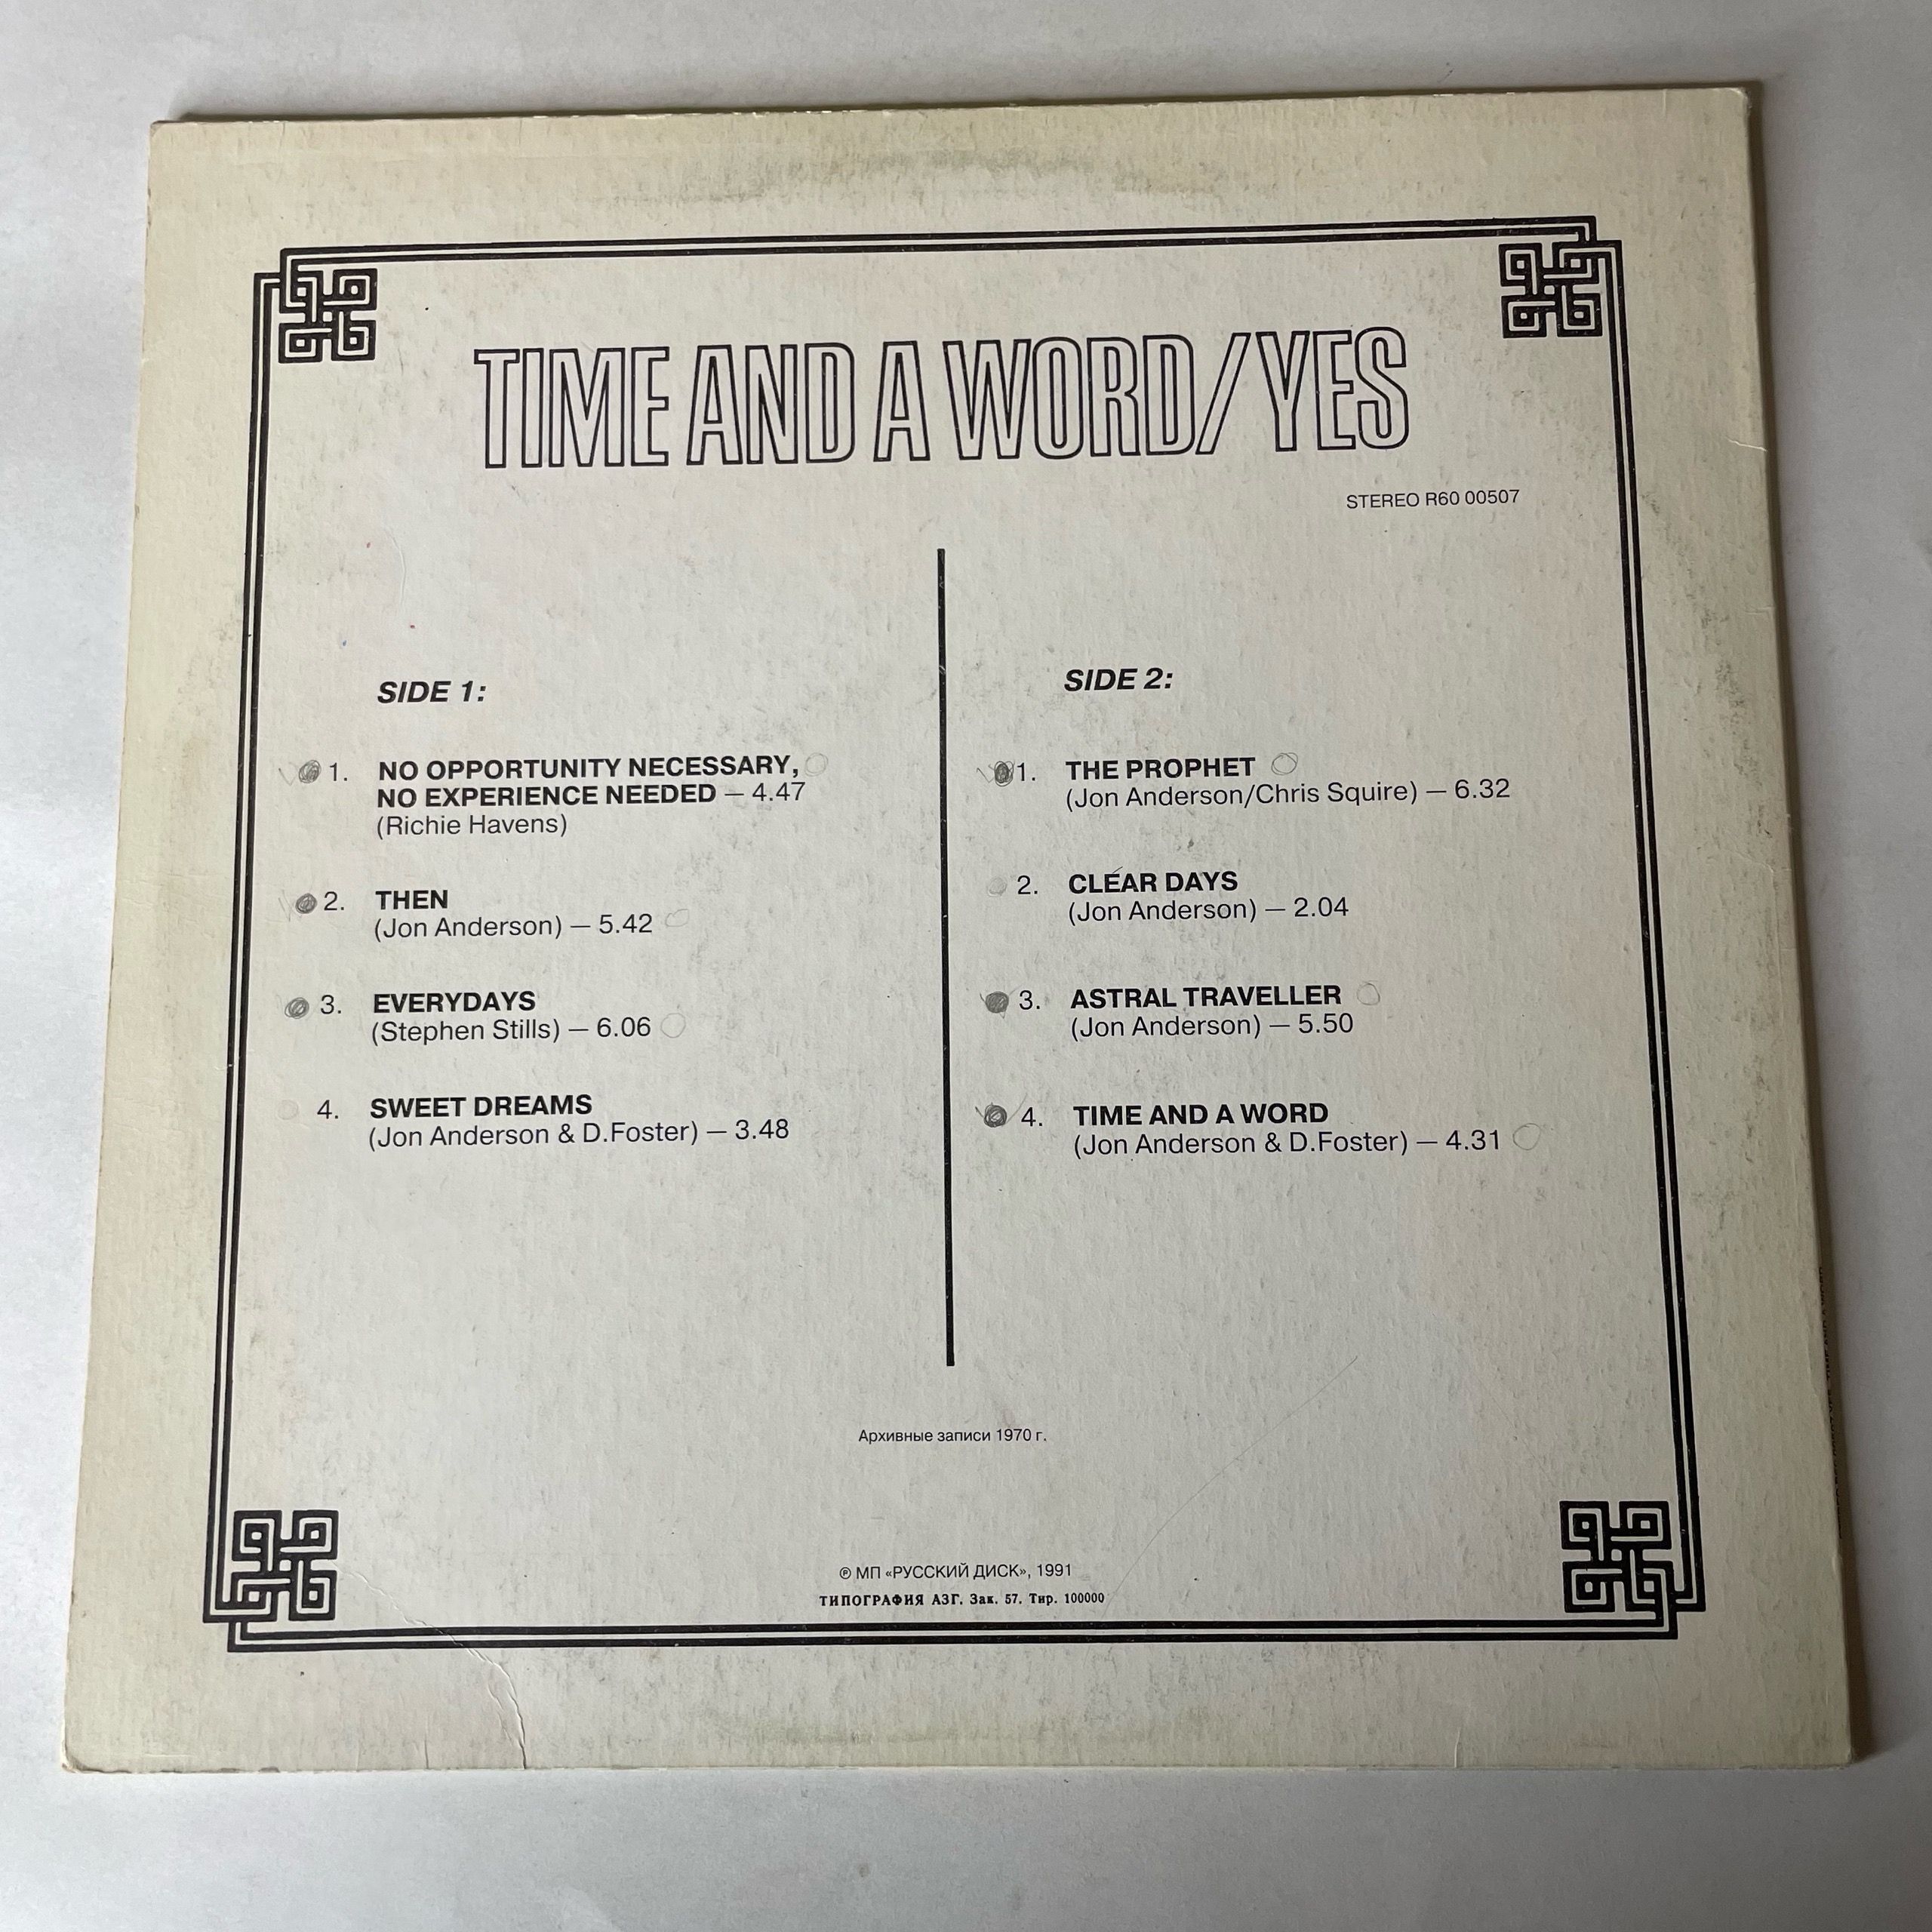 TIME AND A WORD/YES
STEREO R60 00507
SIDE 1:
1. NO OPPORTUNITY NECESSARY,
NO EXPERIENCE NEEDED — 4.47
(Richie Havens)
2. THEN
(Jon Anderson) — 5.42
3. EVERYDAYS
(Stephen Stills) — 6.06
4. SWEET DREAMS
(Jon Anderson & D.Foster) — 3.48
SIDE 2:
1. THE PROPHET
(Jon Anderson/Chris Squire) — 6.32
2. CLEAR DAYS
(Jon Anderson) — 2.04
3. ASTRAL TRAVELLER
(Jon Anderson) — 5.50
4. TIME AND A WORD
(Jon Anderson & D.Foster) — 4.31
Архивные записи 1970 г.
℗ МП «РУССКИЙ ДИСК», 1991
ТИПОГРАФИЯ АЗГ. Зак. 57. Тир. 100000